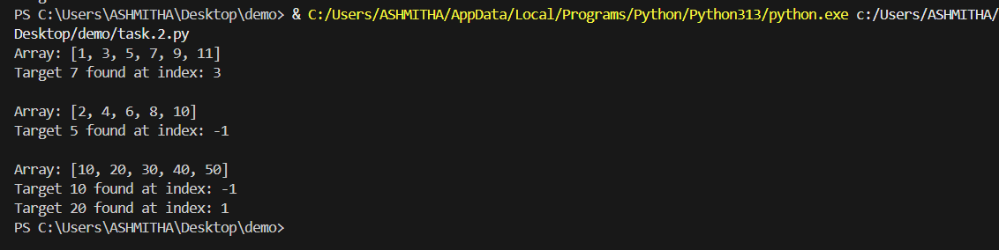 PS C:\Users\ASHMITHA\Desktop\demo> & C:/Users/ASHMITHA/AppData/Local/Programs/Python/Python313/python.exe c:/Users/ASHMITHA/
Desktop/demo/task.2.py
Array: [1, 3, 5, 7, 9, 11]
Target 7 found at index: 3
Array: [2, 4, 6, 8, 10]
Target 5 found at index: -1
Array: [10, 20, 30, 40, 50]
Target 10 found at index: -1
Target 20 found at index: 1
PS C:\Users\ASHMITHA\Desktop\demo>